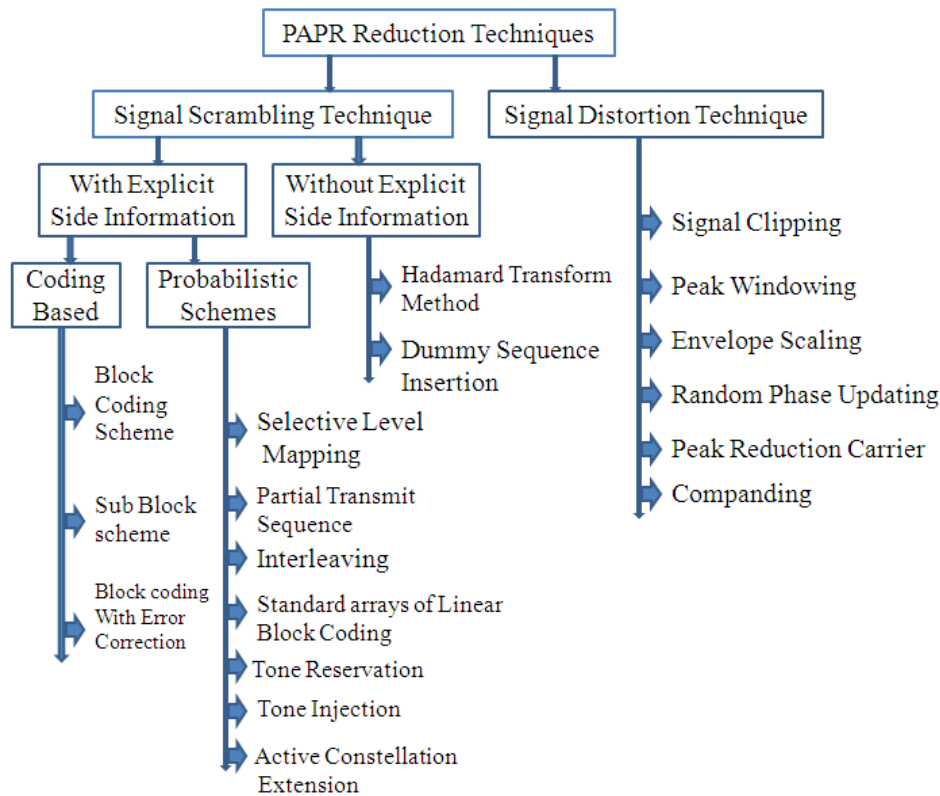 PAPR Reduction Techniques
Signal Scrambling Technique
Signal Distortion Technique
With Explicit
Side Information
Without Explicit
Side Information
Coding
Based
Probabilistic
Schemes
Block
Coding
Scheme
Sub Block
scheme
Block coding
With Error
Correction
Selective Level
Mapping
Partial Transmit
Sequence
Interleaving
Standard arrays of Linear
Block Coding
Tone Reservation
Tone Injection
Active Constellation
Extension
Hadamard Transform
Method
Dummy Sequence
Insertion
Signal Clipping
Peak Windowing
Envelope Scaling
Random Phase Updating
Peak Reduction Carrier
Companding